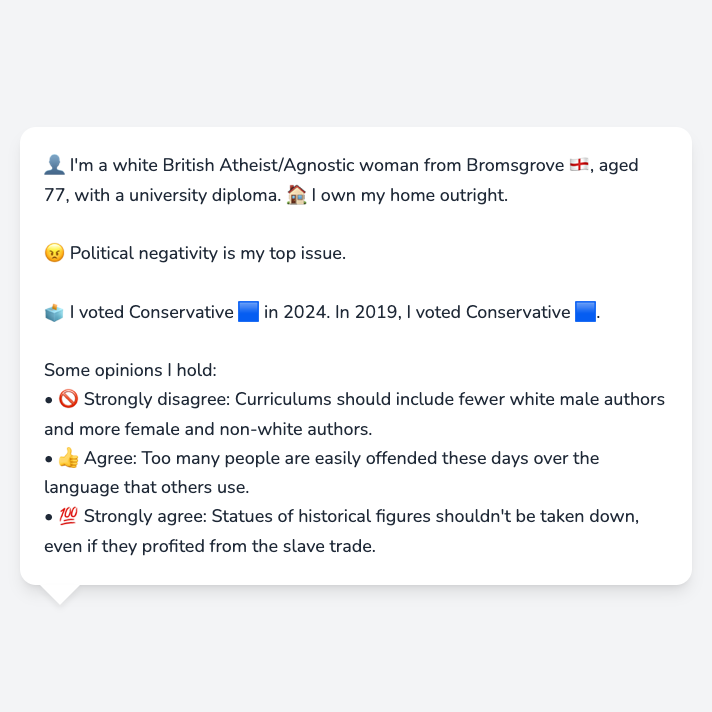 👤 I'm a white British Atheist/Agnostic woman from Bromsgrove 🏴󠁧󠁢󠁥󠁮󠁧󠁿, aged
77, with a university diploma. 🏠 I own my home outright.
😠 Political negativity is my top issue.
🗳️ I voted Conservative 🟦 in 2024. In 2019, I voted Conservative 🟦.
Some opinions I hold:
• 🚫 Strongly disagree: Curriculums should include fewer white male authors
and more female and non-white authors.
• 👍 Agree: Too many people are easily offended these days over the
language that others use.
• 💯 Strongly agree: Statues of historical figures shouldn't be taken down,
even if they profited from the slave trade.